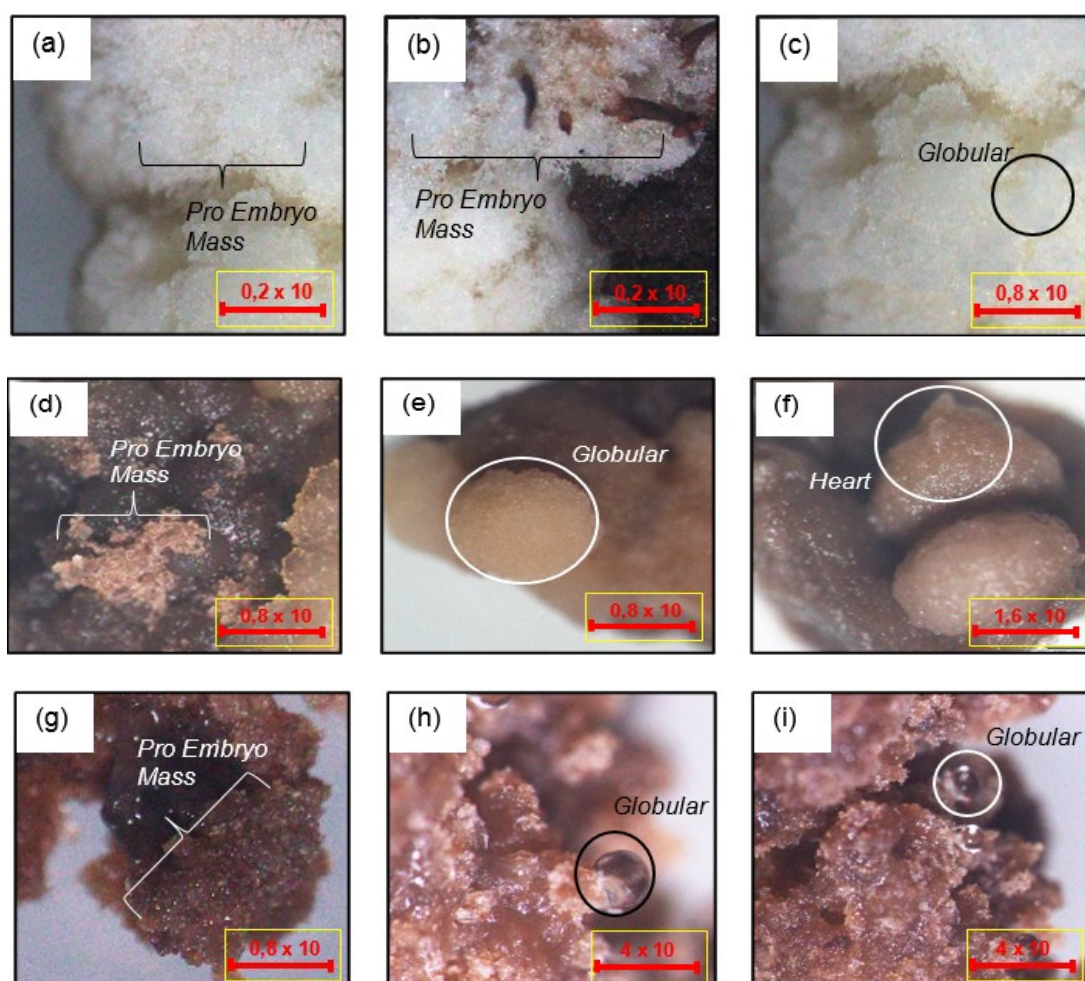 (a)
Pro Embryo
Mass
0,2 x 10
(b)
Pro Embryo
Mass
0,2 x 10
(c)
Globular
0,8 x 10
(d)
Pro Embryo
Mass
0,8 x 10
(e)
Globular
0,8 x 10
(f)
Heart
1,6 x 10
(g)
Pro Embryo
Mass
0,8 x 10
(h)
Globular
4 x 10
(i)
Globular
4 x 10